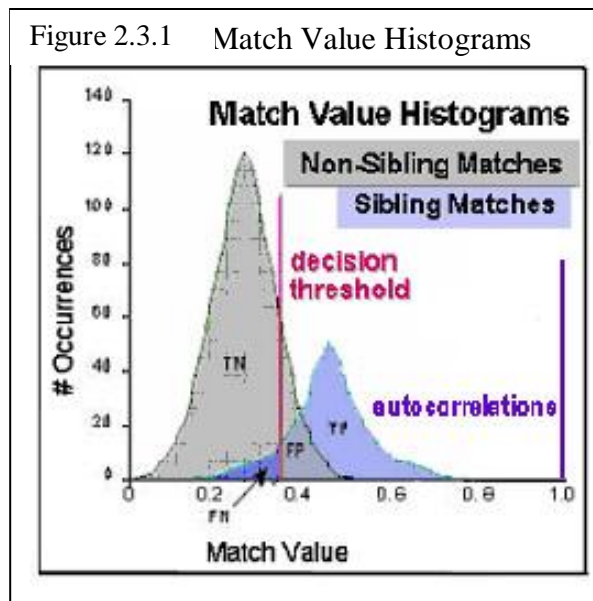 Figure 2.3.1 Match Value Histograms
Match Value Histograms
Non-Sibling Matches
Sibling Matches
decision
threshold
autocorrelations
# Occurrences
140
120
100
80
60
40
20
0
TN
FP
TP
FN
0 0.2 0.4 0.6 0.8 1.0
Match Value